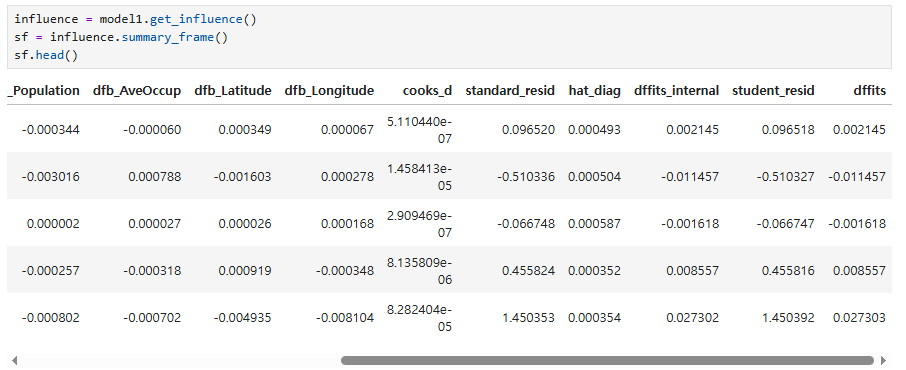 influence = model1.get_influence()
sf = influence.summary_frame()
sf.head()
_Population dfb_AveOccup dfb_Latitude dfb_Longitude cooks_d standard_resid hat_diag dffits_internal student_resid dffits
-0.000344 -0.000060 0.000349 0.000067 5.110440e-07 0.096520 0.000493 0.002145 0.096518 0.002145
-0.003016 0.000788 -0.001603 0.000278 1.458413e-05 -0.510336 0.000504 -0.011457 -0.510327 -0.011457
0.000002 0.000027 0.000026 0.000168 2.909469e-07 -0.066748 0.000587 -0.001618 -0.066747 -0.001618
-0.000257 -0.000318 0.000919 -0.000348 8.135809e-06 0.455824 0.000352 0.008557 0.455816 0.008557
-0.000802 -0.000702 -0.004935 -0.008104 8.282404e-05 1.450353 0.000354 0.027302 1.450392 0.027303